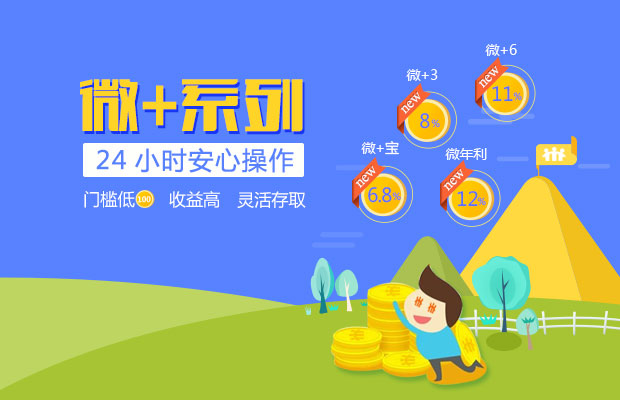 微+系列
24 小时安心操作
门槛低 100 收益高 灵活存取
微+6
new
11%
微+3
new
8%
微+宝
new
6.8%
微年利
new
12%